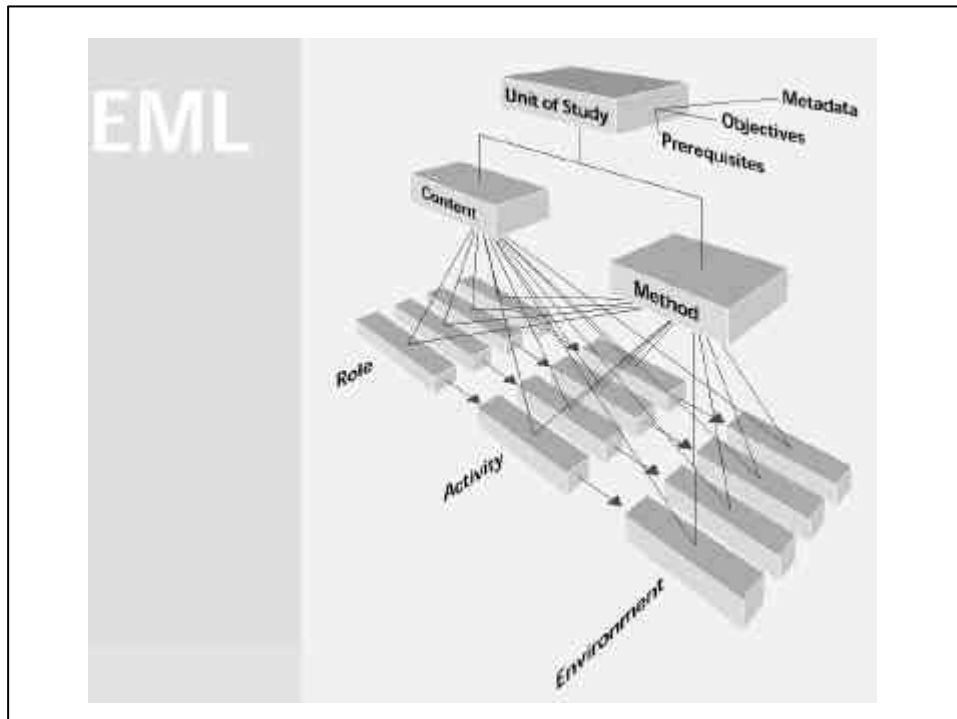 EML
Unit of Study
Metadata
Objectives
Prerequisites
Content
Method
Role
Activity
Environment